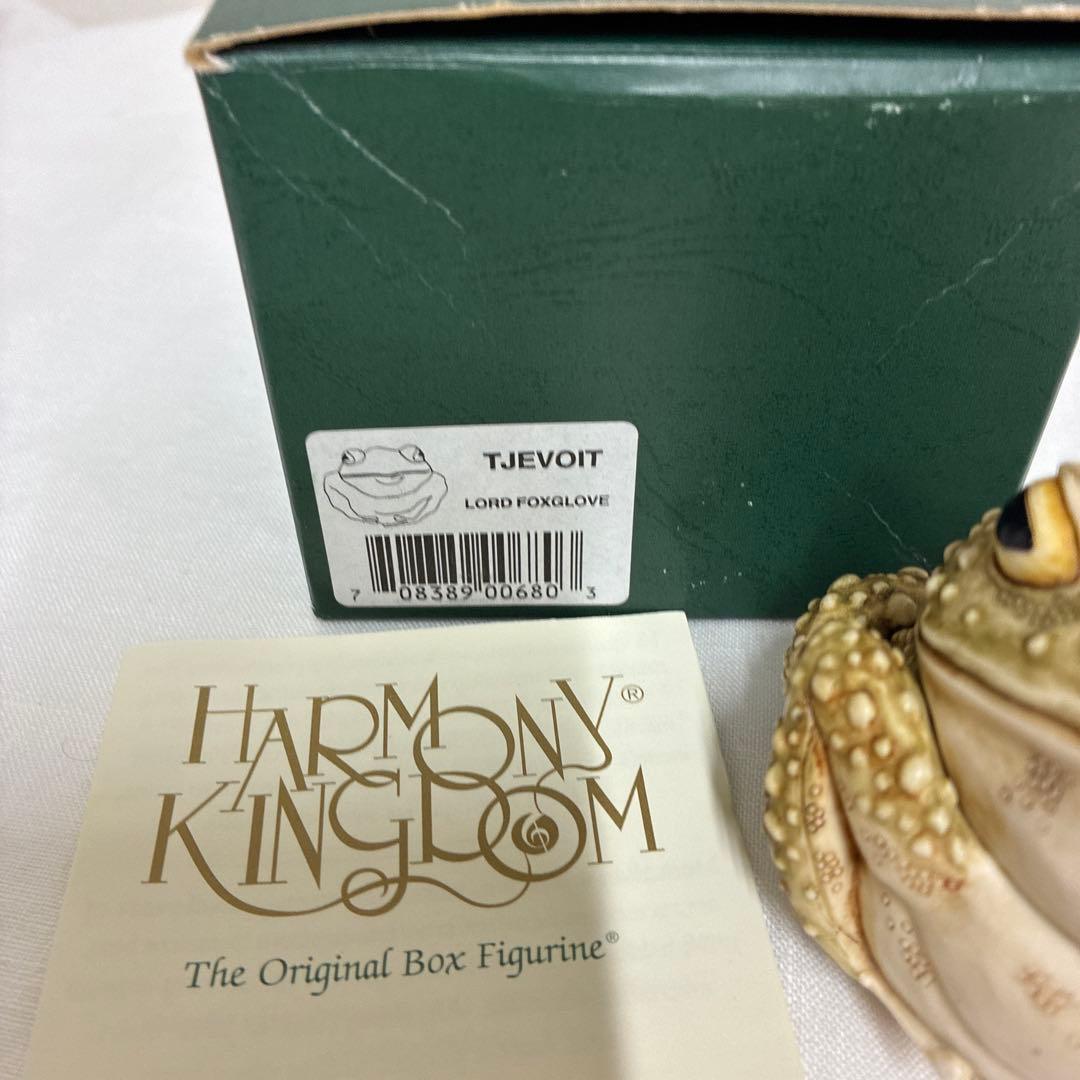 TJEVOIT
LORD FOXGLOVE
7 08389 00680 3
HARMONY®
KINGDOM
The Original Box Figurine®